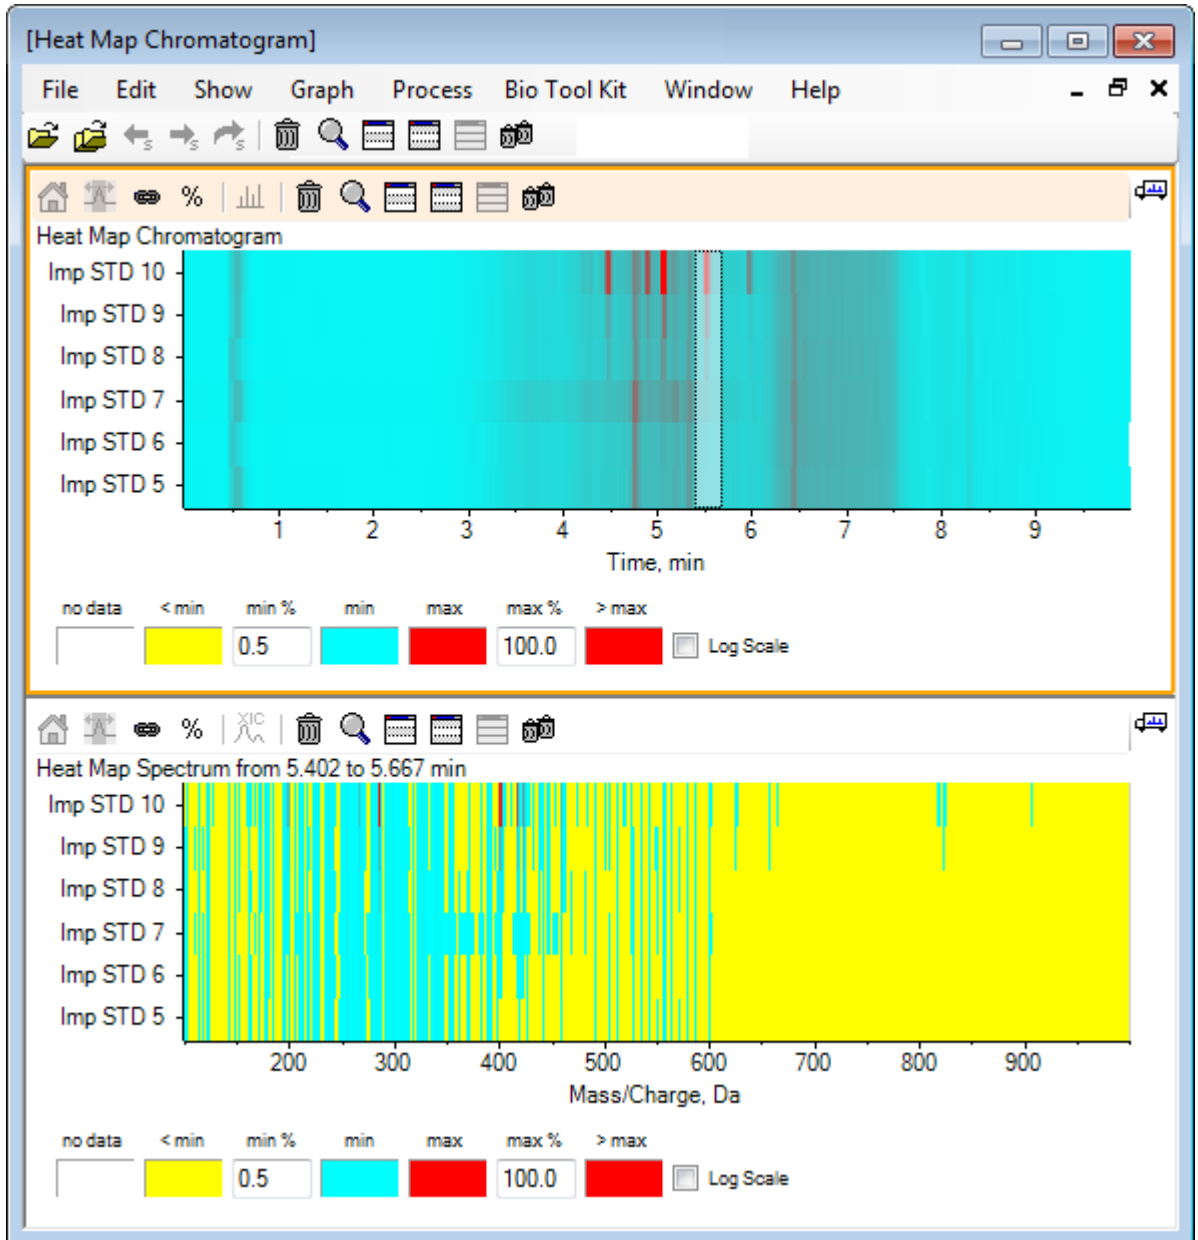 [Heat Map Chromatogram]
File Edit Show Graph Process Bio Tool Kit Window Help
%
Heat Map Chromatogram
Imp STD 10
Imp STD 9
Imp STD 8
Imp STD 7
Imp STD 6
Imp STD 5
1 2 3 4 5 6 7 8 9
Time, min
no data < min min % min max max % > max
0.5 100.0 Log Scale
% XIC
Heat Map Spectrum from 5.402 to 5.667 min
Imp STD 10
Imp STD 9
Imp STD 8
Imp STD 7
Imp STD 6
Imp STD 5
200 300 400 500 600 700 800 900
Mass/Charge, Da
no data < min min % min max max % > max
0.5 100.0 Log Scale